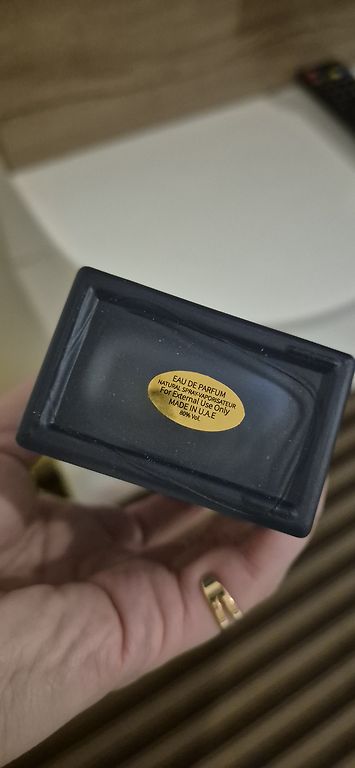 EAU DE PARFUM
NATURAL SPRAY-VAPORISATEUR
For External Use Only
MADE IN U.A.E
80% Vol.